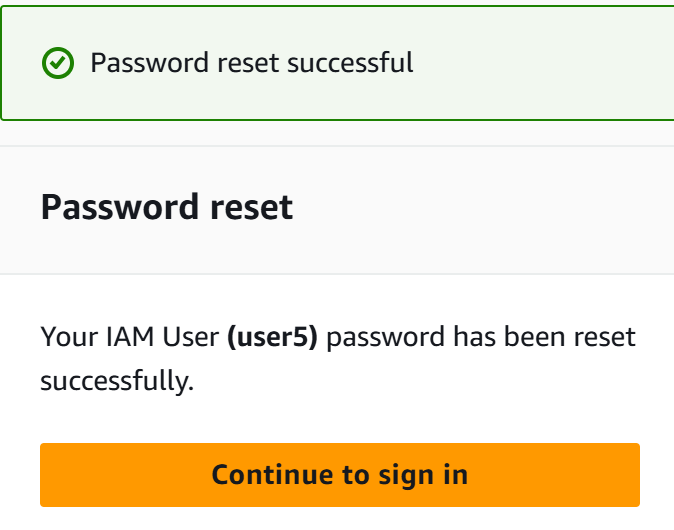 Password reset successful
Password reset
Your IAM User (user5) password has been reset
successfully.
Continue to sign in